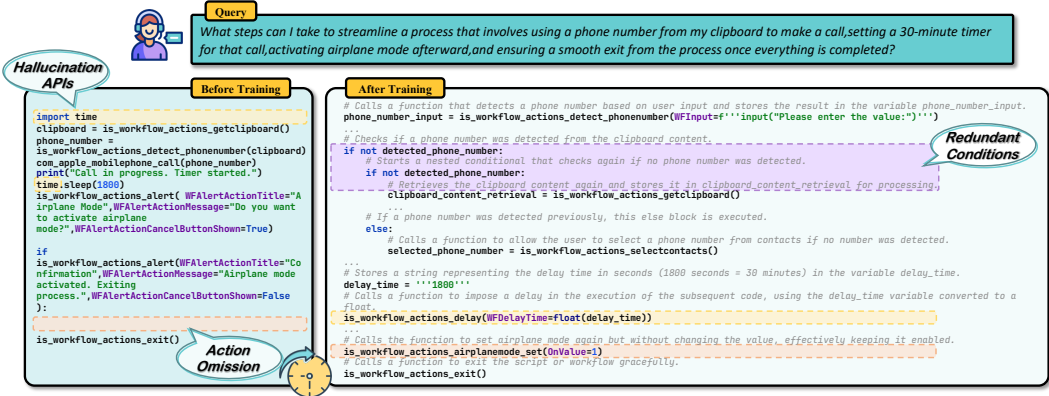 Query
What steps can I take to streamline a process that involves using a phone number from my clipboard to make a call,setting a 30-minute timer
for that call,activating airplane mode afterward,and ensuring a smooth exit from the process once everything is completed?
Hallucination
APIs
Before Training
import time
clipboard = is_workflow_actions_getclipboard()
phone_number =
is_workflow_actions_detect_phonenumber(clipboard)
com_apple_mobilephone_call(phone_number)
print("Call in progress. Timer started.")
time.sleep(1800)
is_workflow_actions_alert( WFAlertActionTitle="A
irplane Mode",WFAlertActionMessage="Do you want
to activate airplane
mode?",WFAlertActionCancelButtonShown=True)
if
is_workflow_actions_alert(WFAlertActionTitle="Co
nfirmation",WFAlertActionMessage="Airplane mode
activated. Exiting
process.",WFAlertActionCancelButtonShown=False
):
is_workflow_actions_exit()
Action
Omission
After Training
# Calls a function that detects a phone number based on user input and stores the result in the variable phone_number_input.
phone_number_input = is_workflow_actions_detect_phonenumber(WFInput=f'''input("Please enter the value:")''')
...
# Checks if a phone number was detected from the clipboard content.
if not detected_phone_number:
# Starts a nested conditional that checks again if no phone number was detected.
if not detected_phone_number:
# Retrieves the clipboard content again and stores it in clipboard_content_retrieval for processing.
clipboard_content_retrieval = is_workflow_actions_getclipboard()
...
# If a phone number was detected previously, this else block is executed.
else:
# Calls a function to allow the user to select a phone number from contacts if no number was detected.
selected_phone_number = is_workflow_actions_selectcontacts()
...
# Stores a string representing the delay time in seconds (1800 seconds = 30 minutes) in the variable delay_time.
delay_time = '''1800'''
# Calls a function to impose a delay in the execution of the subsequent code, using the delay_time variable converted to a
float.
is_workflow_actions_delay(WFDelayTime=float(delay_time))
...
# Calls the function to set airplane mode again but without changing the value, effectively keeping it enabled.
is_workflow_actions_airplanemode_set(OnValue=1)
# Calls a function to exit the script or workflow gracefully.
is_workflow_actions_exit()
Redundant
Conditions